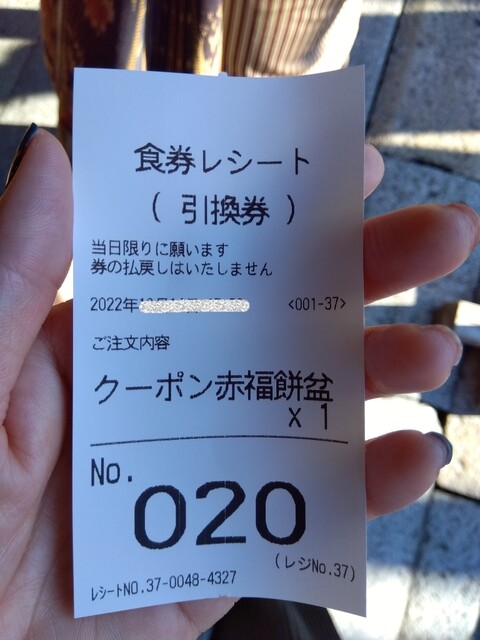 食券レシート
( 引換券 )
当日限りに願います
券の払戻しはいたしません
2022年 <001-37>
ご注文内容
クーポン赤福餅盆
x 1
No.
020
(レジNo.37)
レシートNO.37-0048-4327